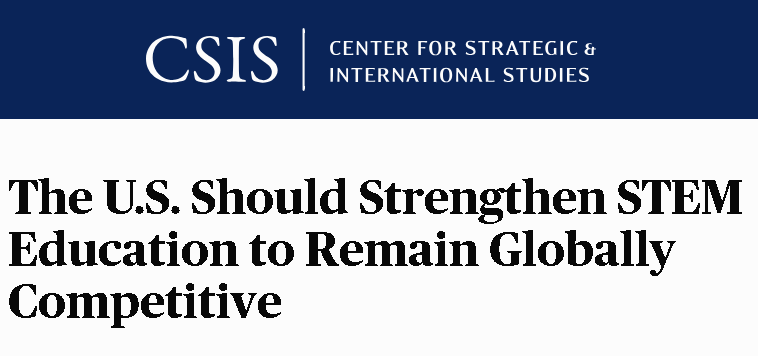 CSIS
CENTER FOR STRATEGIC &
INTERNATIONAL STUDIES
The U.S. Should Strengthen STEM
Education to Remain Globally
Competitive